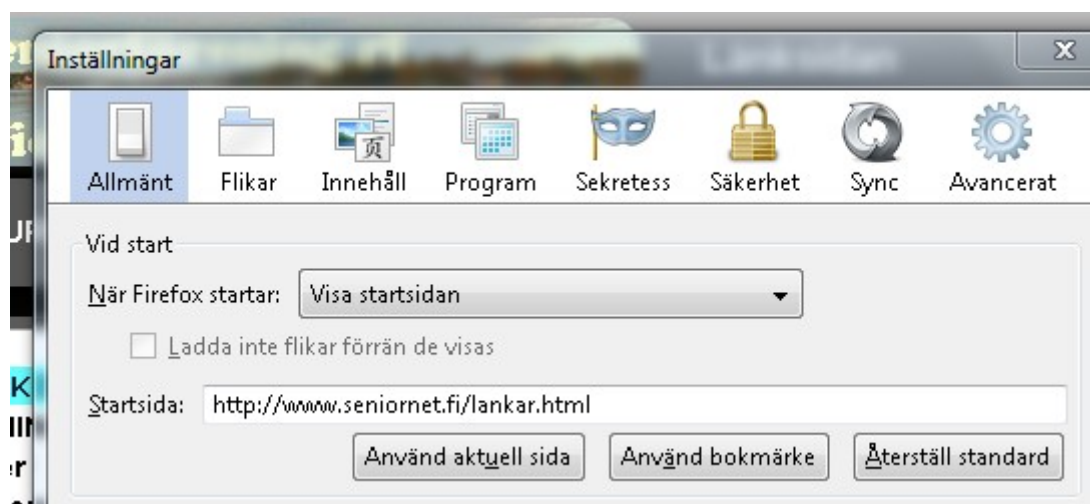 Inställningar
Allmänt Flikar Innehåll Program Sekretess Säkerhet Sync Avancerat
Vid start
När Firefox startar: Visa startsidan
Ladda inte flikar förrän de visas
Startsida: http://www.seniornet.fi/lankar.html
Använd aktuell sida Använd bokmärke Återställ standard